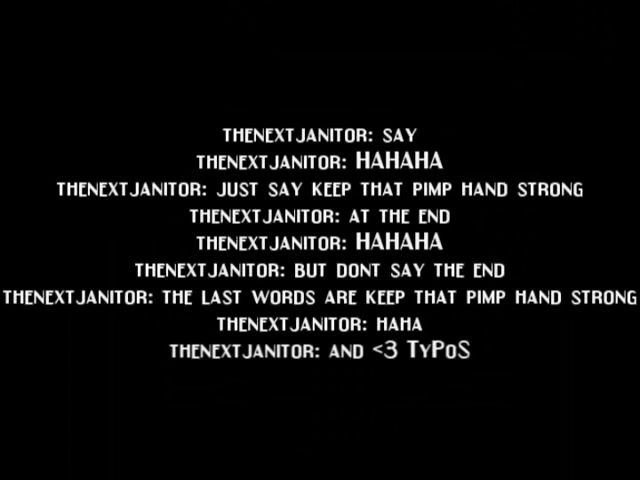 THENEXTJANITOR: SAY
THENEXTJANITOR: HAHAHA
THENEXTJANITOR: JUST SAY KEEP THAT PIMP HAND STRONG
THENEXTJANITOR: AT THE END
THENEXTJANITOR: HAHAHA
THENEXTJANITOR: BUT DONT SAY THE END
THENEXTJANITOR: THE LAST WORDS ARE KEEP THAT PIMP HAND STRONG
THENEXTJANITOR: HAHA
THENEXTJANITOR: AND <3 TyPoS